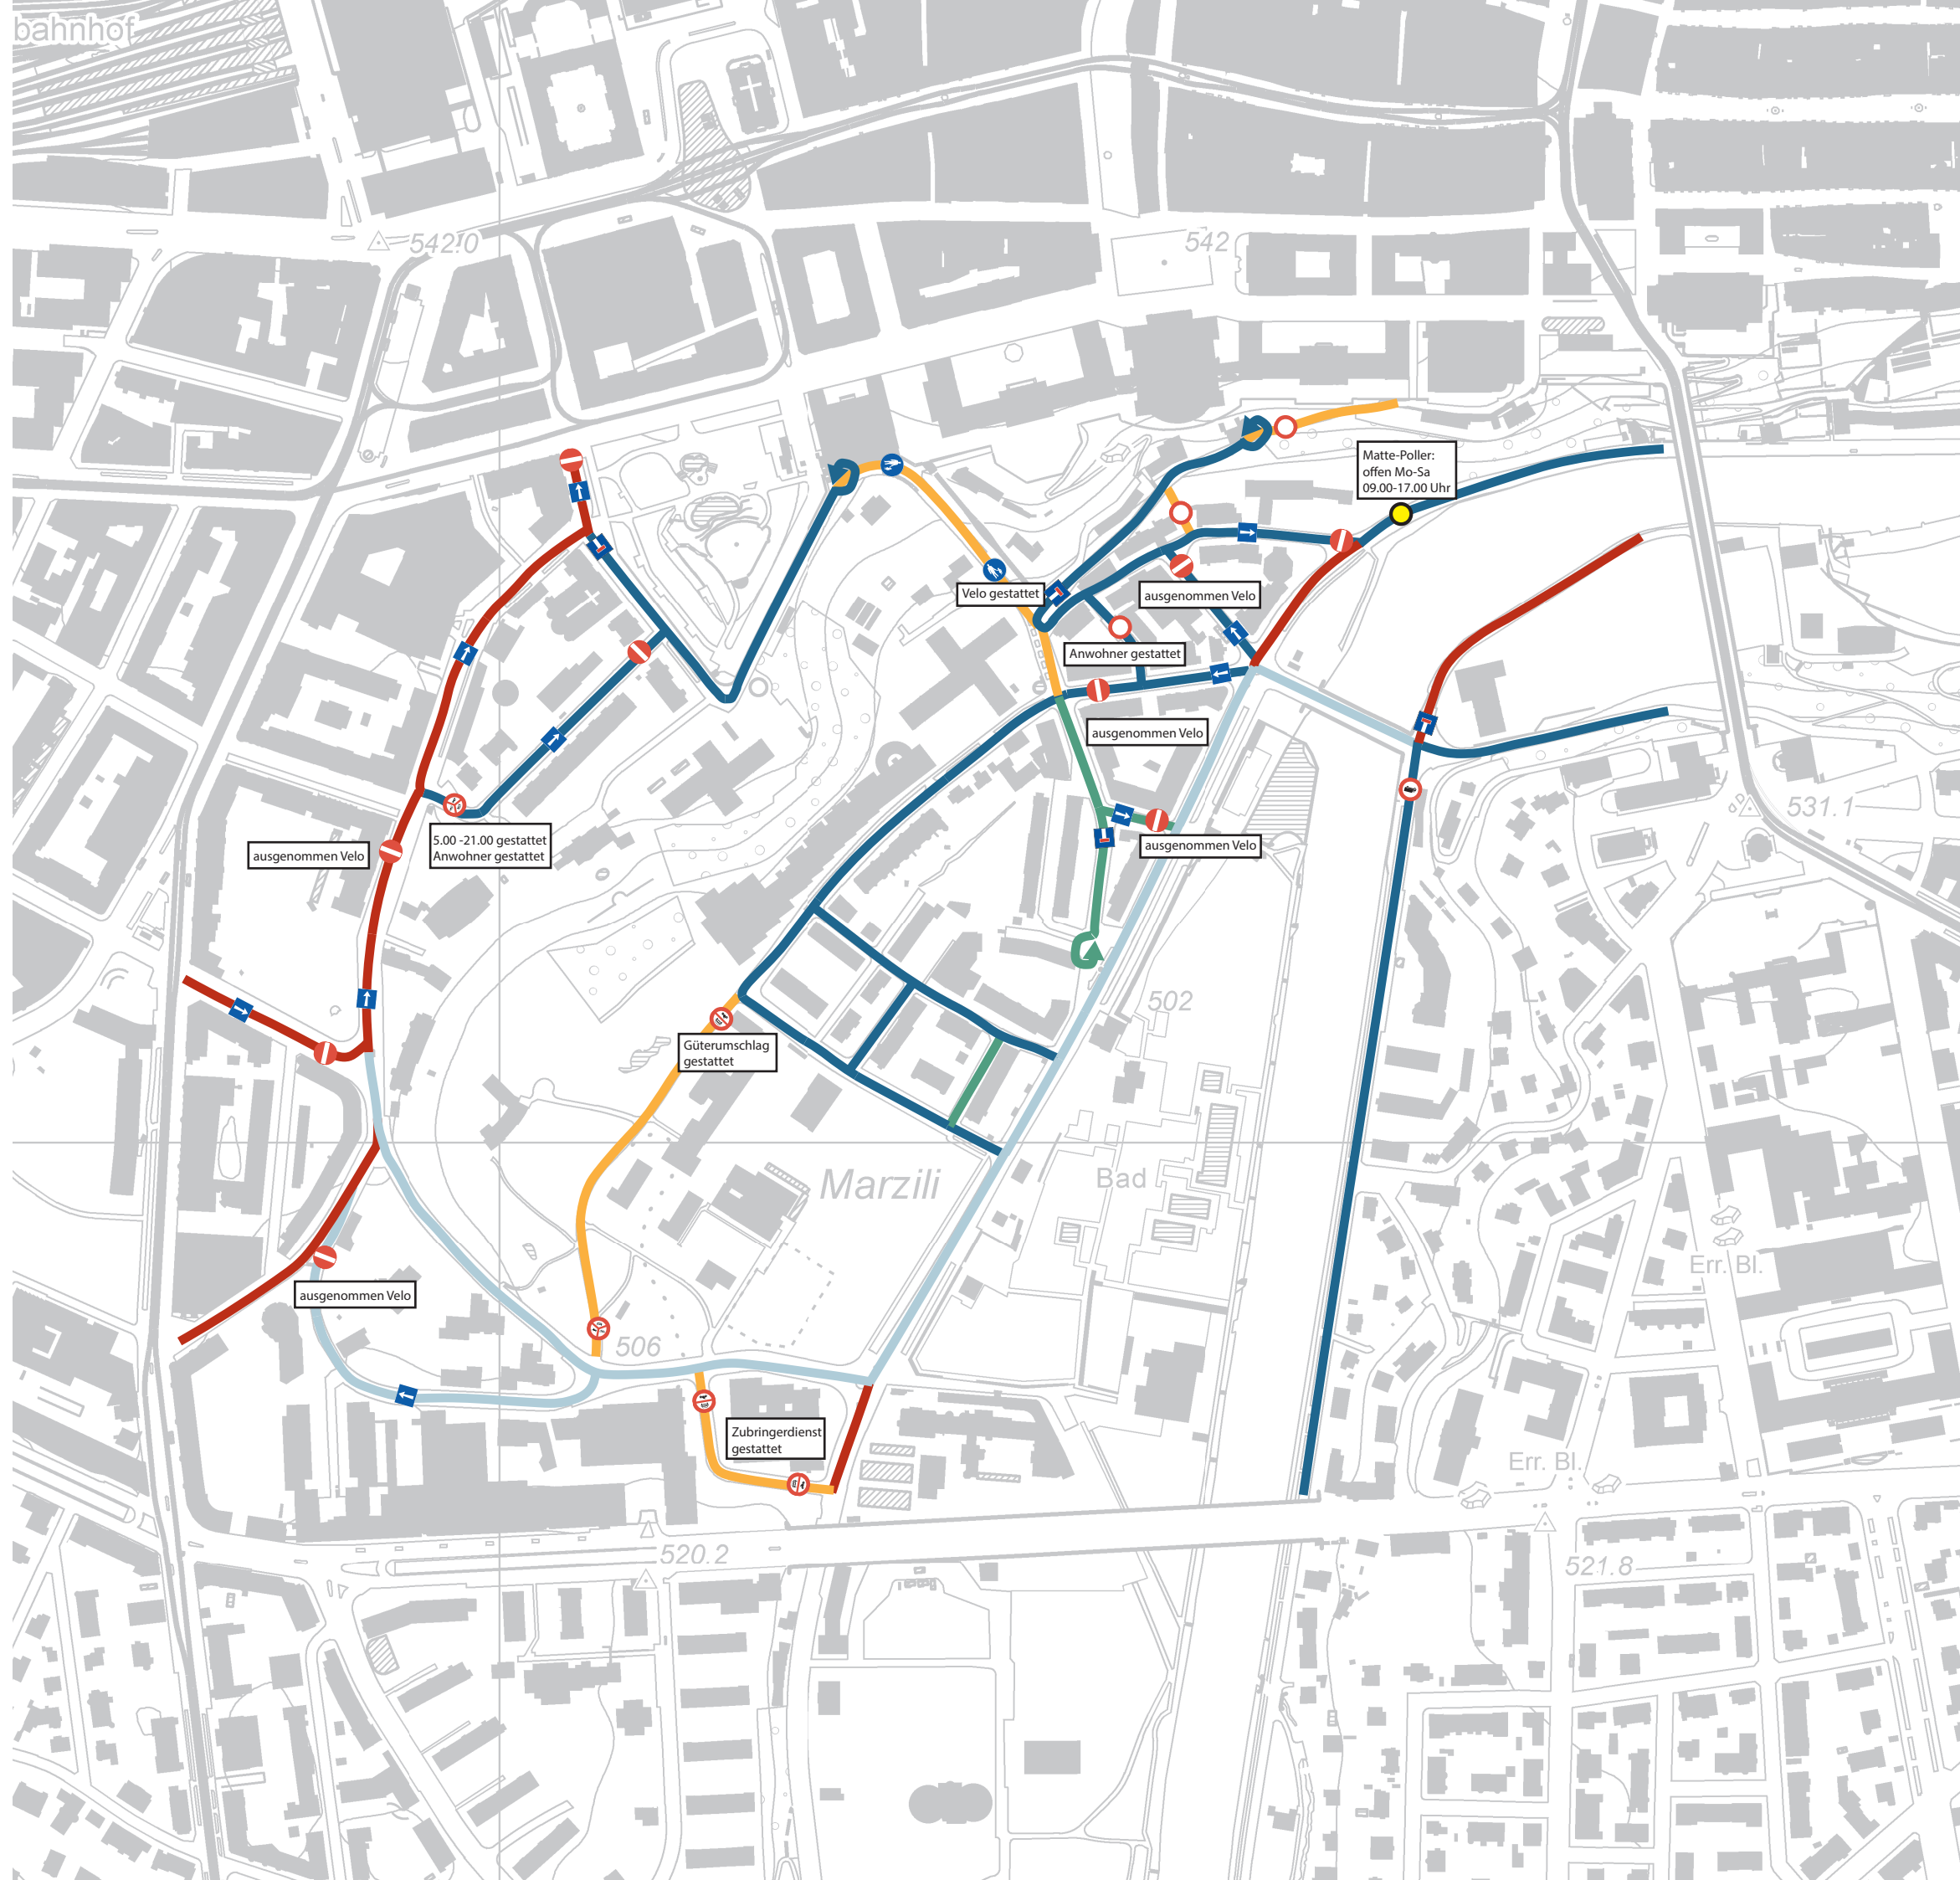 bahnhof
542.0
542
Matte-Poller:
offen Mo-Sa
09.00-17.00 Uhr
Velo gestattet
ausgenommen Velo
Anwohner gestattet
ausgenommen Velo
531.1
5.00 -21.00 gestattet
Anwohner gestattet
ausgenommen Velo
ausgenommen Velo
502
Güterumschlag
gestattet
Marzili
Bad
Err. Bl.
ausgenommen Velo
506
Zubringerdienst
gestattet
Err. Bl.
520.2
521.8